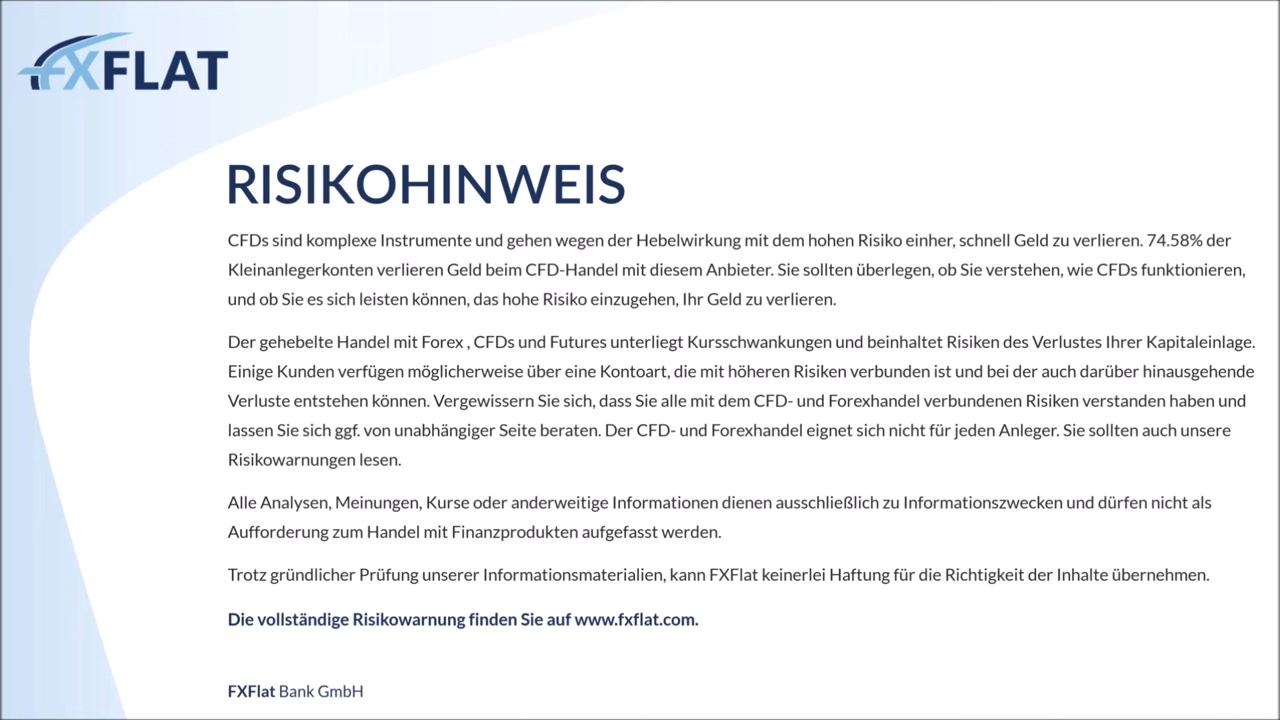 FXFLAT
RISIKOHINWEIS
CFDs sind komplexe Instrumente und gehen wegen der Hebelwirkung mit dem hohen Risiko einher, schnell Geld zu verlieren. 74.58% der
Kleinanlegerkonten verlieren Geld beim CFD-Handel mit diesem Anbieter. Sie sollten überlegen, ob Sie verstehen, wie CFDs funktionieren,
und ob Sie es sich leisten können, das hohe Risiko einzugehen, Ihr Geld zu verlieren.
Der gehebelte Handel mit Forex , CFDs und Futures unterliegt Kursschwankungen und beinhaltet Risiken des Verlustes Ihrer Kapitaleinlage.
Einige Kunden verfügen möglicherweise über eine Kontoart, die mit höheren Risiken verbunden ist und bei der auch darüber hinausgehende
Verluste entstehen können. Vergewissern Sie sich, dass Sie alle mit dem CFD- und Forexhandel verbundenen Risiken verstanden haben und
lassen Sie sich ggf. von unabhängiger Seite beraten. Der CFD- und Forexhandel eignet sich nicht für jeden Anleger. Sie sollten auch unsere
Risikowarnungen lesen.
Alle Analysen, Meinungen, Kurse oder anderweitige Informationen dienen ausschließlich zu Informationszwecken und dürfen nicht als
Aufforderung zum Handel mit Finanzprodukten aufgefasst werden.
Trotz gründlicher Prüfung unserer Informationsmaterialien, kann FXFlat keinerlei Haftung für die Richtigkeit der Inhalte übernehmen.
Die vollständige Risikowarnung finden Sie auf www.fxflat.com.
FXFlat Bank GmbH